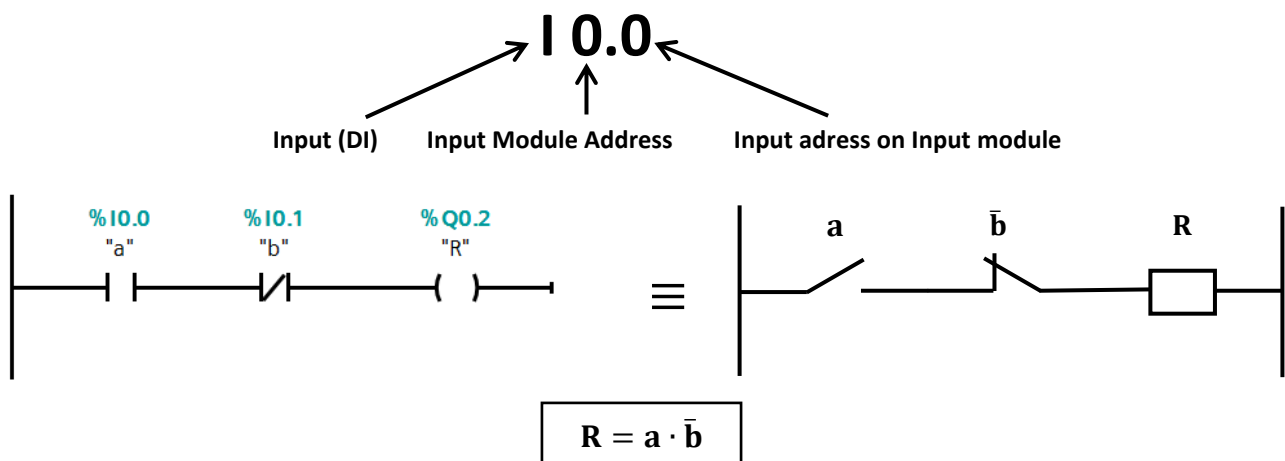 I 0.0
Input (DI) Input Module Address Input adress on Input module
%I0.0 %I0.1 %Q0.2
"a" "b" "R"
a b̄ R
≡
R = a · b̄